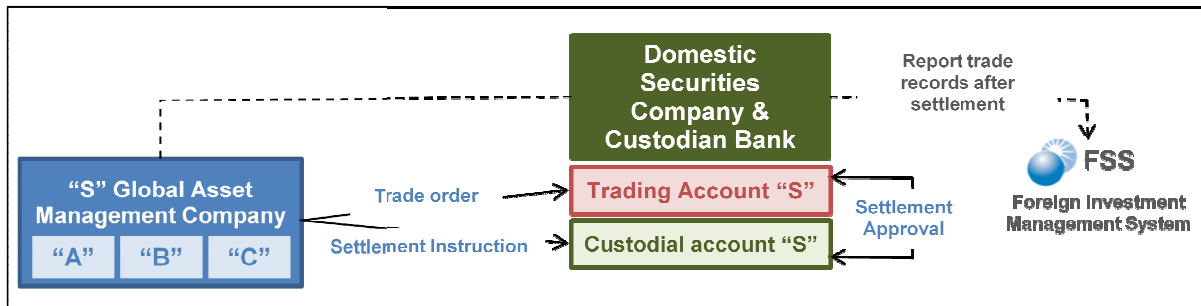 Domestic
Securities
Company &
Custodian Bank
Report trade
records after
settlement
FSS
Foreign Investment
Management System
“S” Global Asset
Management Company
“A” “B” “C”
Trade order
Settlement Instruction
Trading Account “S”
Custodial account “S”
Settlement
Approval